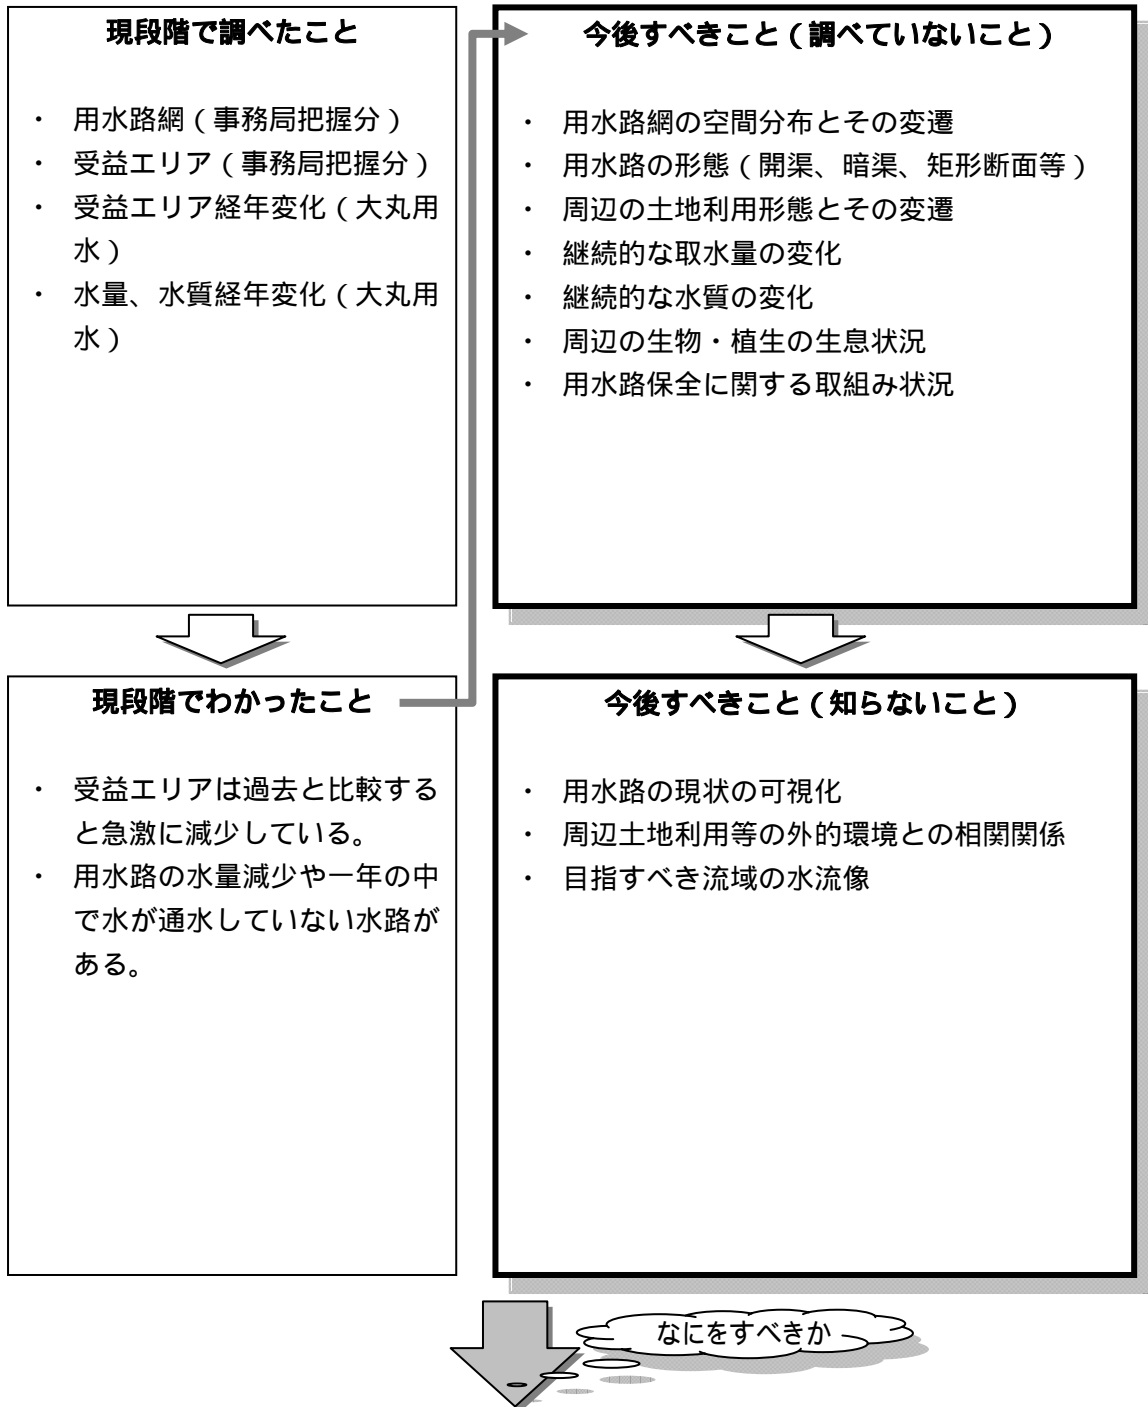 現段階で調べたこと
・ 用水路網（事務局把握分）
・ 受益エリア（事務局把握分）
・ 受益エリア経年変化（大丸用
水）
・ 水量、水質経年変化（大丸用
水）
今後すべきこと（調べていないこと）
・ 用水路網の空間分布とその変遷
・ 用水路の形態（開渠、暗渠、矩形断面等）
・ 周辺の土地利用形態とその変遷
・ 継続的な取水量の変化
・ 継続的な水質の変化
・ 周辺の生物・植生の生息状況
・ 用水路保全に関する取組み状況
現段階でわかったこと
・ 受益エリアは過去と比較する
と急激に減少している。
・ 用水路の水量減少や一年の中
で水が通水していない水路が
ある。
今後すべきこと（知らないこと）
・ 用水路の現状の可視化
・ 周辺土地利用等の外的環境との相関関係
・ 目指すべき流域の水流像
なにをすべきか